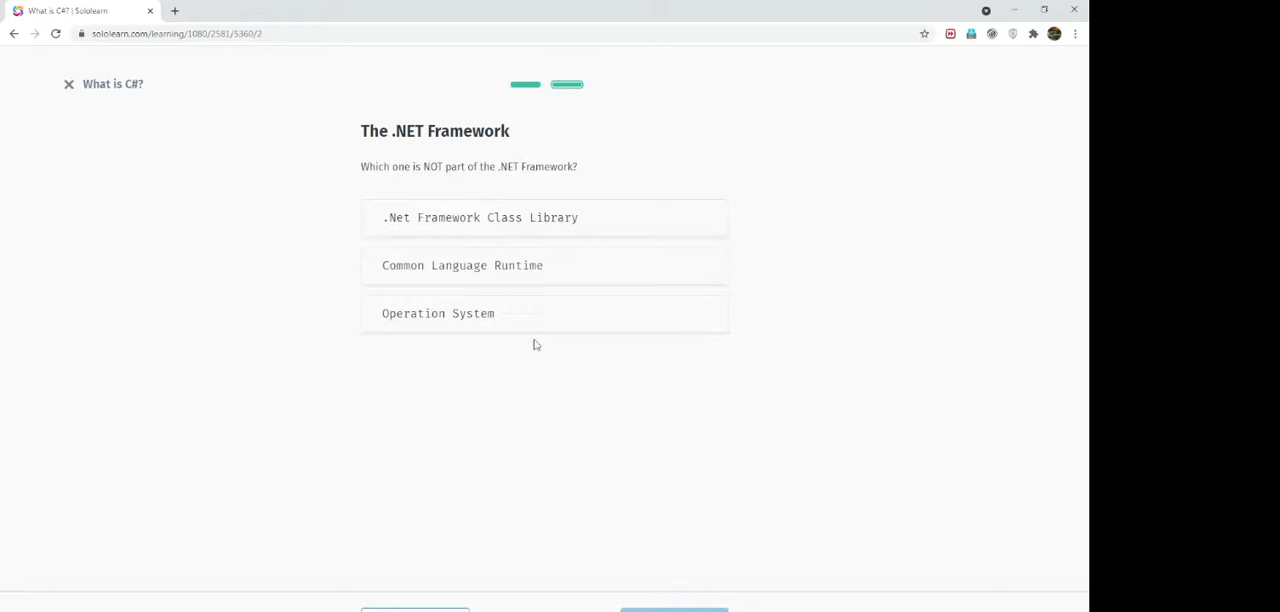 What is C#? | Sololearn
sololearn.com/learning/1080/2581/5360/2
What is C#?
The .NET Framework
Which one is NOT part of the .NET Framework?
.Net Framework Class Library
Common Language Runtime
Operation System